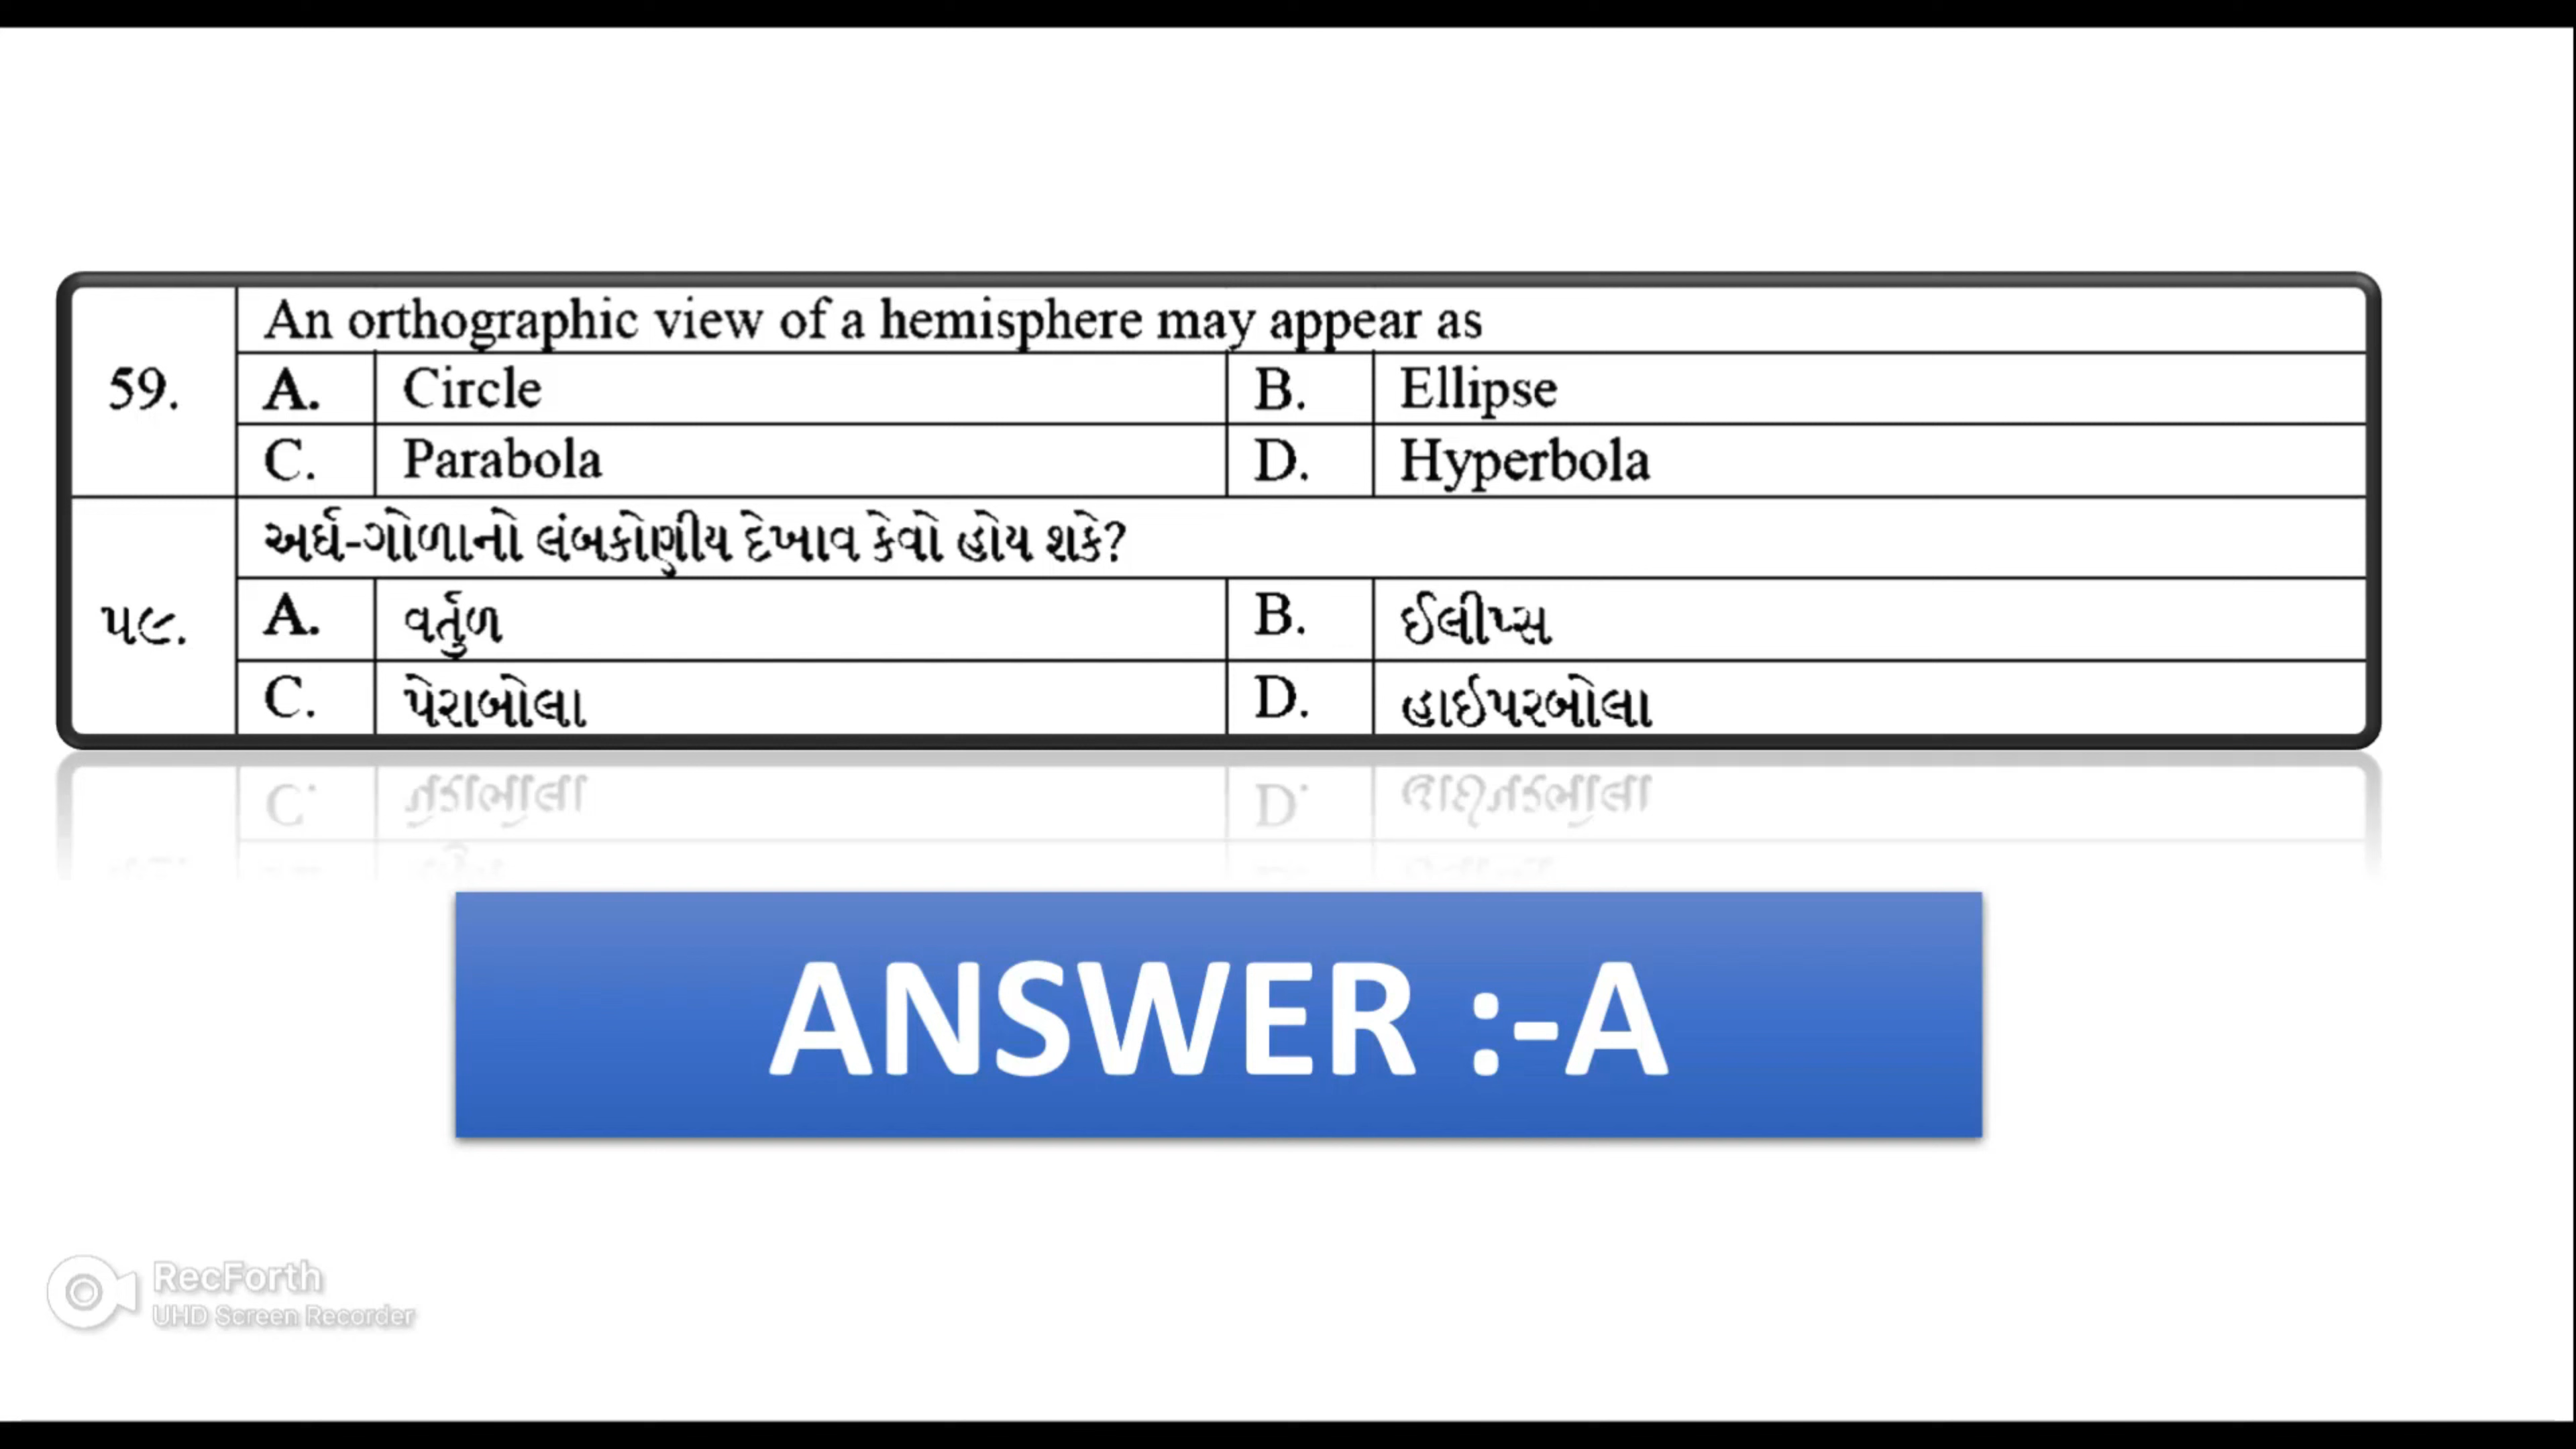 An orthographic view of a hemisphere may appear as
59. A. Circle B. Ellipse
C. Parabola D. Hyperbola
અર્ધ-ગોળાનો લંબકોણીય દેખાવ કેવો હોય શકે?
૫૯. A. વર્તુળ B. ઈલીપ્સ
C. પેરાબોલા D. હાઈપરબોલા
ANSWER :-A
RecForth
UHD Screen Recorder